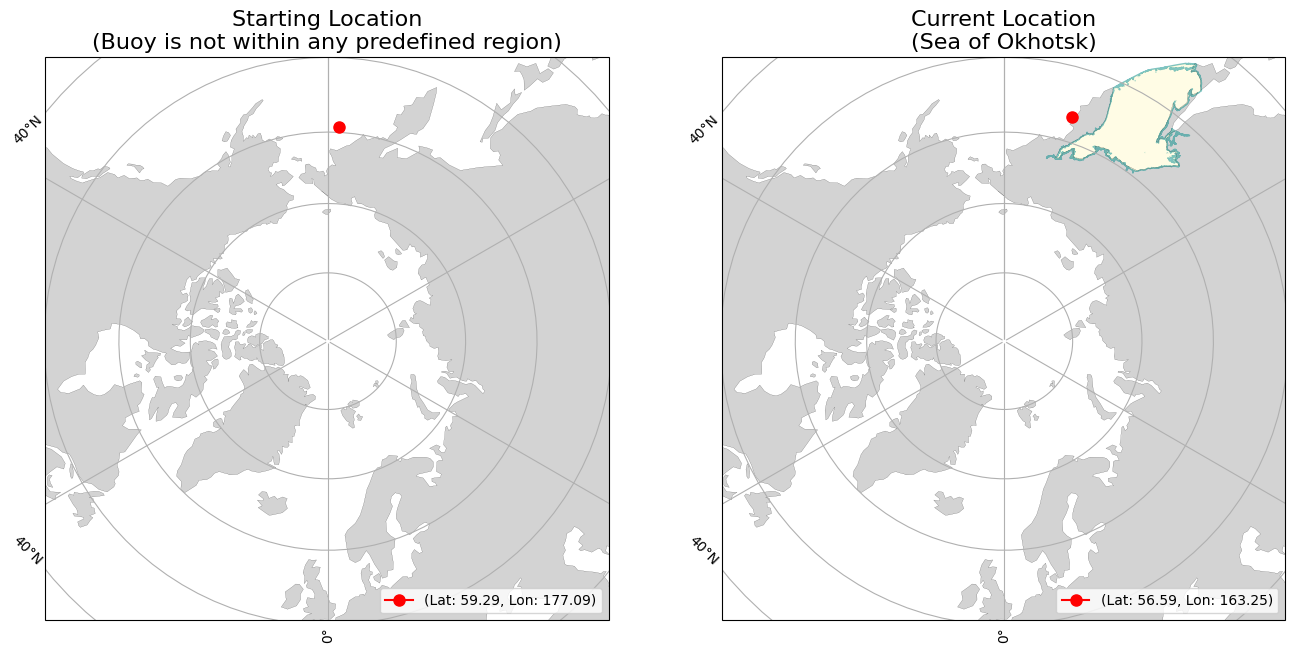 Starting Location
(Buoy is not within any predefined region)
40°N
40°N
0°
(Lat: 59.29, Lon: 177.09)
Current Location
(Sea of Okhotsk)
40°N
40°N
0°
(Lat: 56.59, Lon: 163.25)